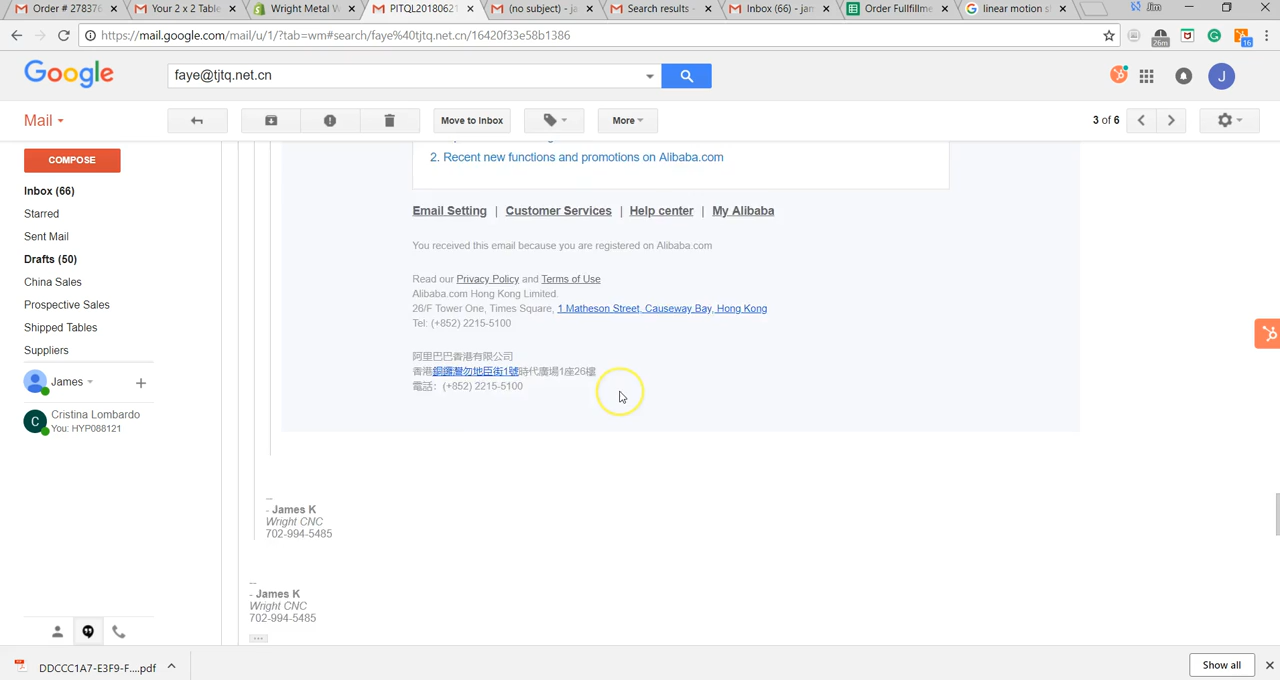 Order # 27837
Your 2 x 2 Table
Wright Metal W
PITQL20180621
(no subject) - ja
Search results -
Inbox (66) - jam
Order Fullfillme
linear motion s
Jim
https://mail.google.com/mail/u/1/?tab=wm#search/faye%40tjtq.net.cn/16420f33e58b1386
26m
16
Google
faye@tjtq.net.cn
J
Mail
Move to Inbox
More
3 of 6
COMPOSE
Inbox (66)
Starred
Sent Mail
Drafts (50)
China Sales
Prospective Sales
Shipped Tables
Suppliers
James
C
Cristina Lombardo
You: HYP088121
2. Recent new functions and promotions on Alibaba.com
Email Setting | Customer Services | Help center | My Alibaba
You received this email because you are registered on Alibaba.com
Read our Privacy Policy and Terms of Use
Alibaba.com Hong Kong Limited.
26/F Tower One, Times Square, 1 Matheson Street, Causeway Bay, Hong Kong
Tel: (+852) 2215-5100
阿里巴巴香港有限公司
香港銅鑼灣勿地臣街1號時代廣場1座26樓
電話: (+852) 2215-5100
--
- James K
Wright CNC
702-994-5485
--
- James K
Wright CNC
702-994-5485
...
DDCCC1A7-E3F9-F....pdf
Show all